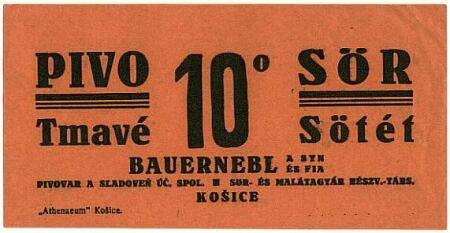 PIVO 10° SÖR
Tmavé Sötét
BAUERNEBL A SYN ÉS FIA
PIVOVAR A SLADOVEŇ ÚČ. SPOL. SÖR- ÉS MALÁTAGYÁR RÉSZV.-TÁRS.
KOŠICE
„Athenaeum" Košice.